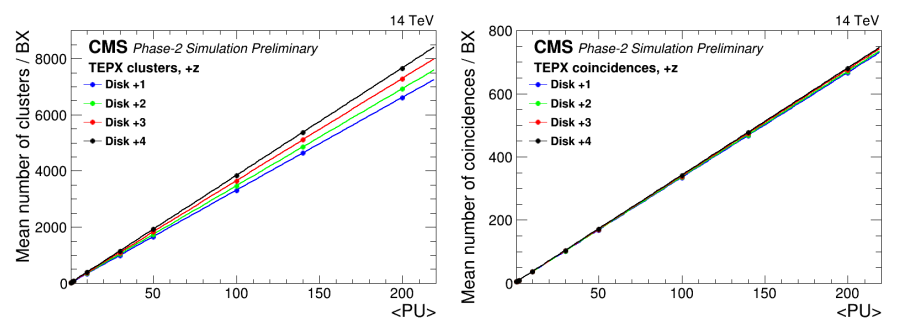 14 TeV
CMS Phase-2 Simulation Preliminary
TEPX clusters, +z
Disk +1
Disk +2
Disk +3
Disk +4
Mean number of clusters / BX
8000
6000
4000
2000
0
50
100
150
200
<PU>
14 TeV
CMS Phase-2 Simulation Preliminary
TEPX coincidences, +z
Disk +1
Disk +2
Disk +3
Disk +4
Mean number of coincidences / BX
800
600
400
200
0
50
100
150
200
<PU>